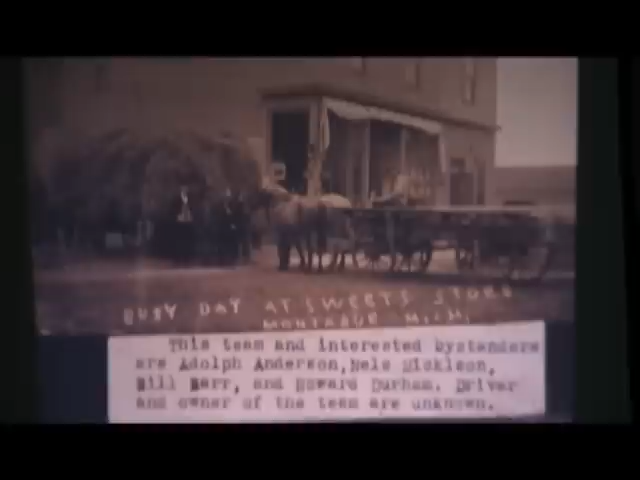 BUSY DAY AT SWEETS STORE
MONTAGUE MICH.
This team and interested bystanders
are Adolph Anderson, Nels Nickleson,
Bill Barr, and Howard Durham. Driver
and owner of the team are unknown.